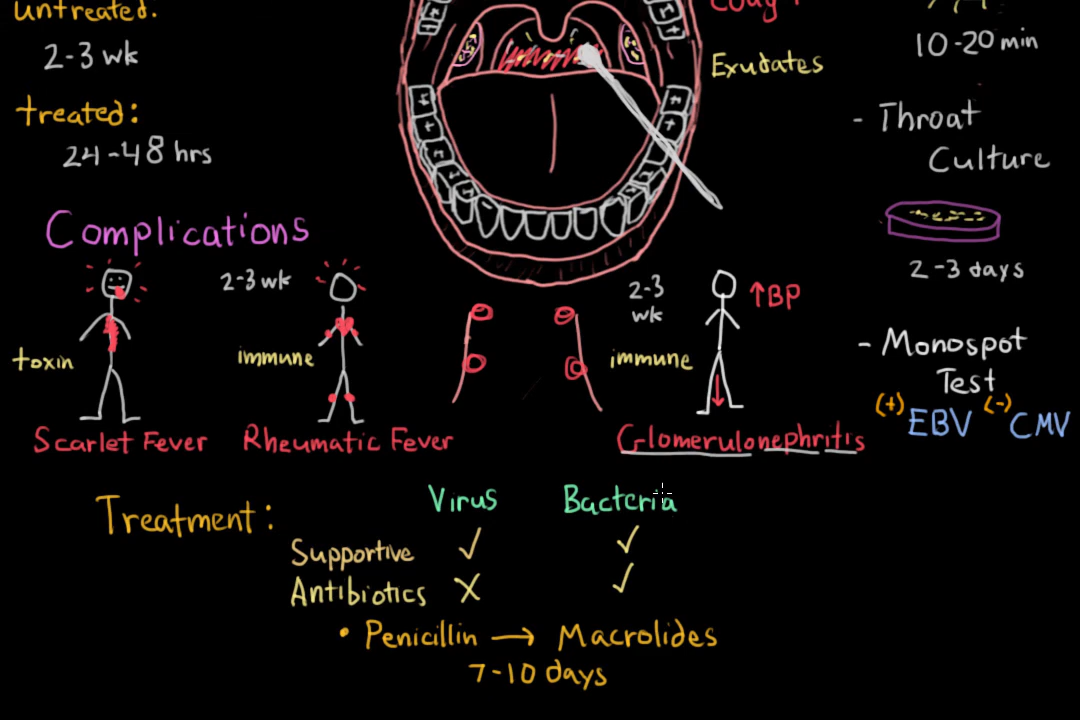 untreated:
2-3 wk
treated:
24-48 hrs
Exudates
10-20 min
- Throat
Culture
2-3 days
- Monospot
Test
(+) EBV (-) CMV
Complications
toxin
Scarlet Fever
2-3 wk
immune
Rheumatic Fever
2-3
wk
immune
↑BP
Glomerulonephritis
Treatment:
Virus Bacteria
Supportive ✓ ✓
Antibiotics X ✓
• Penicillin → Macrolides
7-10 days